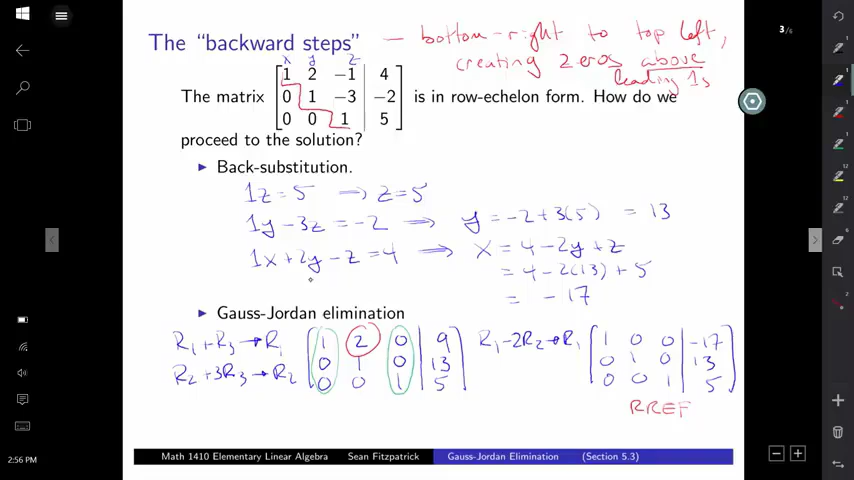 3/6
The "backward steps" — bottom-right to top left,
creating zeros above
leading 1s
x y z
1 2 −1 4
The matrix 0 1 −3 −2 is in row-echelon form. How do we
0 0 1 5
proceed to the solution?
Back-substitution.
1z = 5 ⟹ z = 5
1y − 3z = −2 ⟹ y = −2 + 3(5) = 13
1x + 2y − z = 4 ⟹ x = 4 − 2y + z
= 4 − 2(13) + 5
= −17
Gauss-Jordan elimination
R1 + R3 → R1 1 2 0 9 R1 − 2R2 → R1 1 0 0 −17
0 1 0 13 0 1 0 13
R2 + 3R3 → R2 0 0 1 5 0 0 1 5
RREF
2:56 PM
Math 1410 Elementary Linear Algebra Sean Fitzpatrick Gauss-Jordan Elimination (Section 5.3)